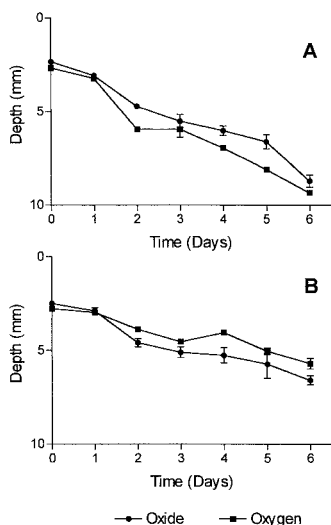 A
0
5
10
Depth (mm)
0 1 2 3 4 5 6
Time (Days)
B
0
5
10
Depth (mm)
0 1 2 3 4 5 6
Time (Days)
Oxide Oxygen